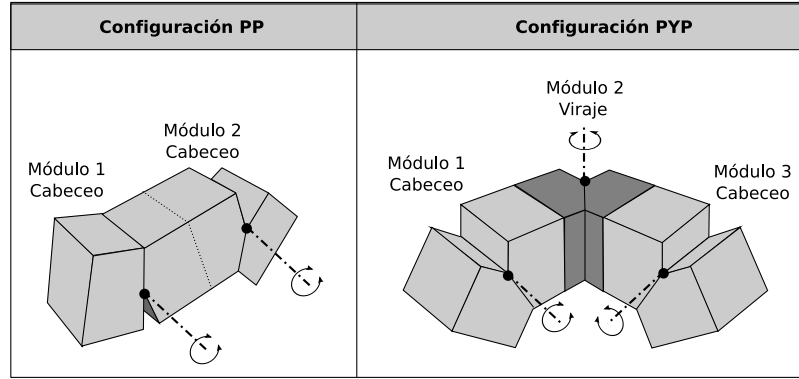 Configuración PP
Configuración PYP
Módulo 1
Cabeceo
Módulo 2
Cabeceo
Módulo 1
Cabeceo
Módulo 2
Viraje
Módulo 3
Cabeceo